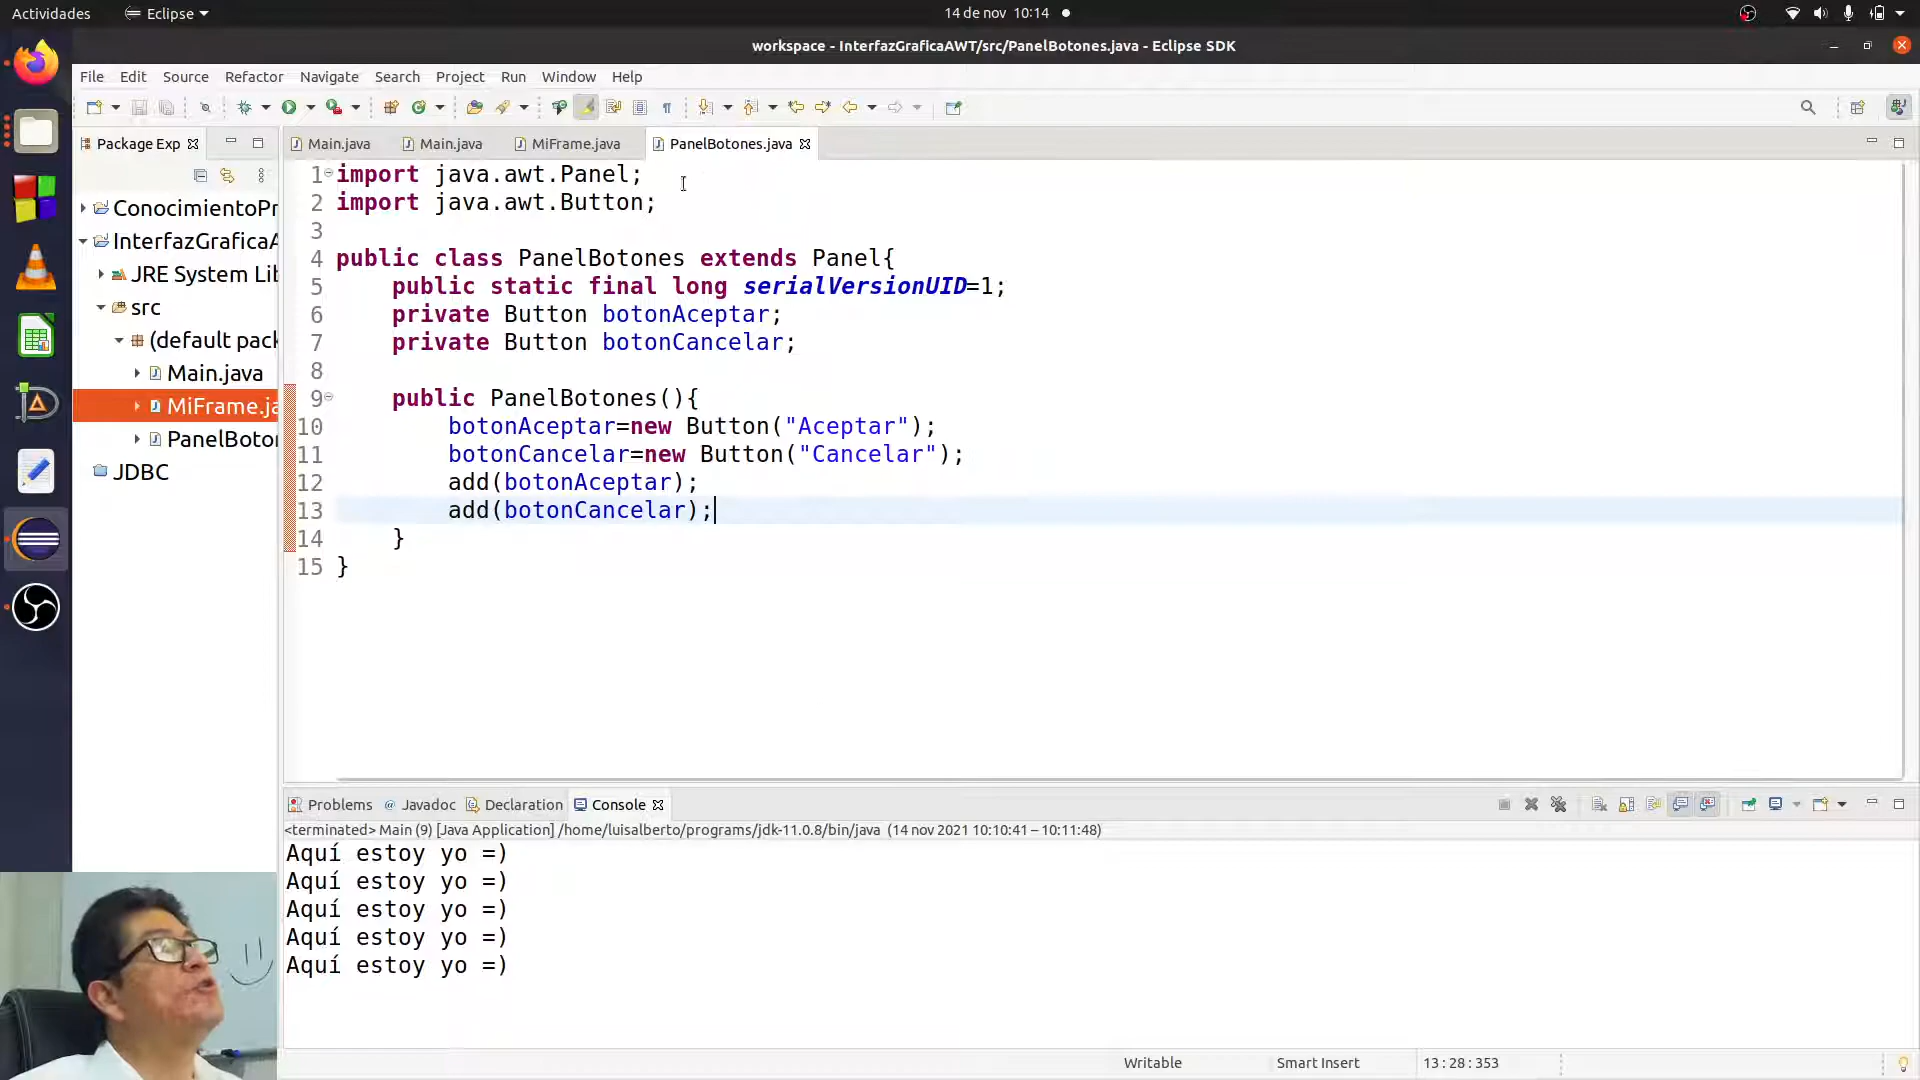 Actividades
Eclipse
14 de nov 10:14
workspace - InterfazGraficaAWT/src/PanelBotones.java - Eclipse SDK
File Edit Source Refactor Navigate Search Project Run Window Help
Package Exp
Main.java
Main.java
MiFrame.java
PanelBotones.java
ConocimientoPr
InterfazGraficaA
JRE System Lib
src
(default pack
Main.java
MiFrame.ja
PanelBoton
JDBC
1 import java.awt.Panel;
2 import java.awt.Button;
3
4 public class PanelBotones extends Panel{
5 public static final long serialVersionUID=1;
6 private Button botonAceptar;
7 private Button botonCancelar;
8
9 public PanelBotones(){
10 botonAceptar=new Button("Aceptar");
11 botonCancelar=new Button("Cancelar");
12 add(botonAceptar);
13 add(botonCancelar);
14 }
15 }
Problems Javadoc Declaration Console
<terminated> Main (9) [Java Application] /home/luisalberto/programs/jdk-11.0.8/bin/java (14 nov 2021 10:10:41 – 10:11:48)
Aquí estoy yo =)
Aquí estoy yo =)
Aquí estoy yo =)
Aquí estoy yo =)
Aquí estoy yo =)
Writable
Smart Insert
13 : 28 : 353